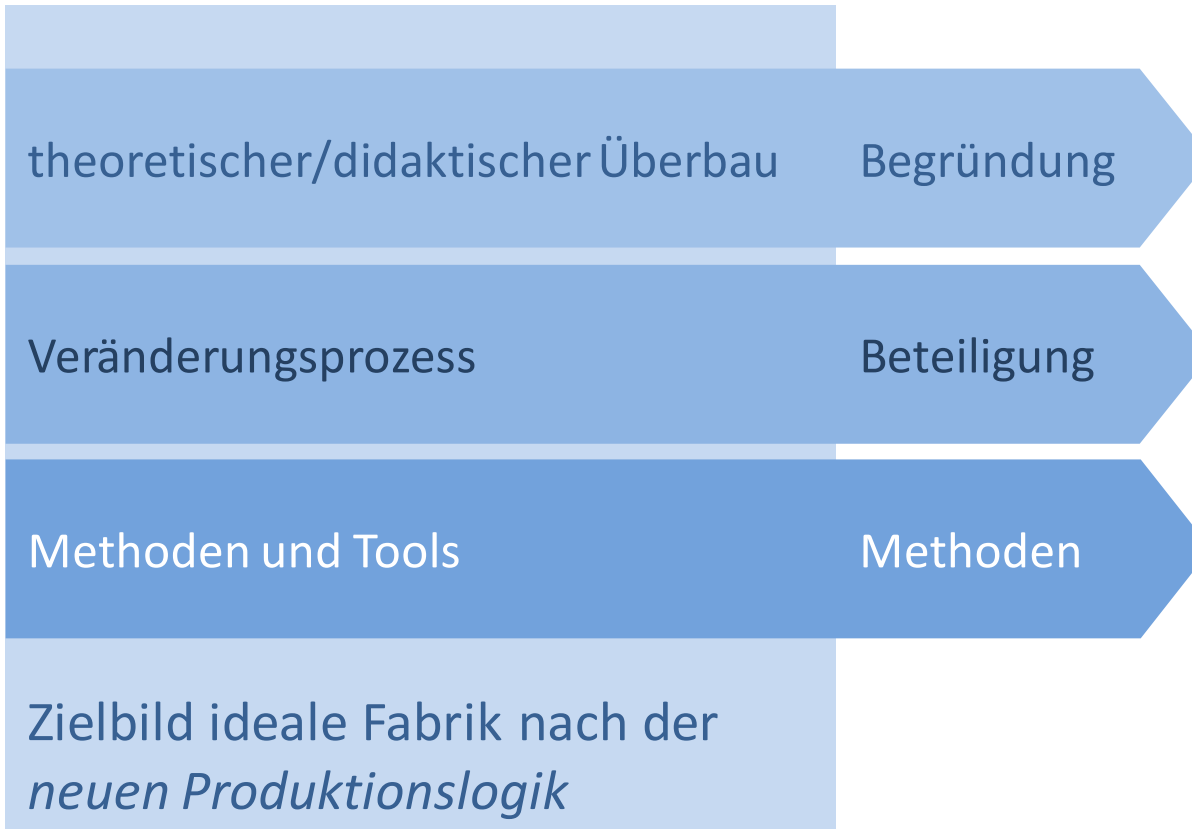 theoretischer/didaktischer Überbau Begründung
Veränderungsprozess Beteiligung
Methoden und Tools Methoden
Zielbild ideale Fabrik nach der
neuen Produktionslogik